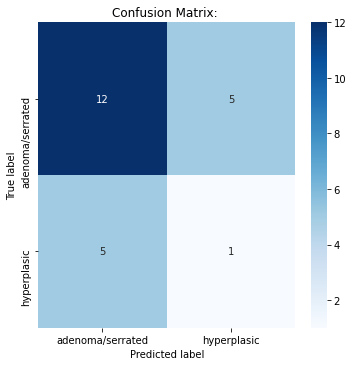 Confusion Matrix:
True label
adenoma/serrated
hyperplasic
12
5
5
1
adenoma/serrated
hyperplasic
Predicted label
12
10
8
6
4
2